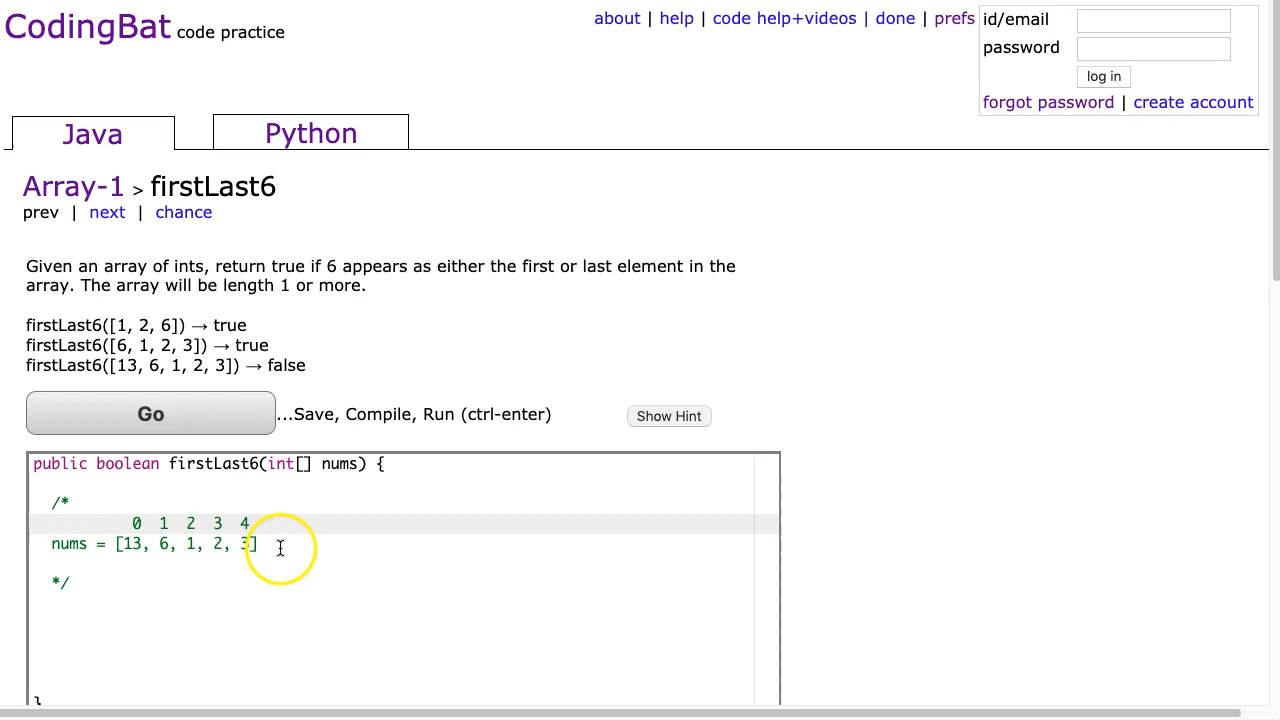 CodingBat code practice
about | help | code help+videos | done | prefs
id/email
password
log in
forgot password | create account
Java
Python
Array-1 > firstLast6
prev | next | chance
Given an array of ints, return true if 6 appears as either the first or last element in the
array. The array will be length 1 or more.
firstLast6([1, 2, 6]) → true
firstLast6([6, 1, 2, 3]) → true
firstLast6([13, 6, 1, 2, 3]) → false
Go
...Save, Compile, Run (ctrl-enter)
Show Hint
public boolean firstLast6(int[] nums) {
/*
0 1 2 3 4
nums = [13, 6, 1, 2, 3]
*/
}